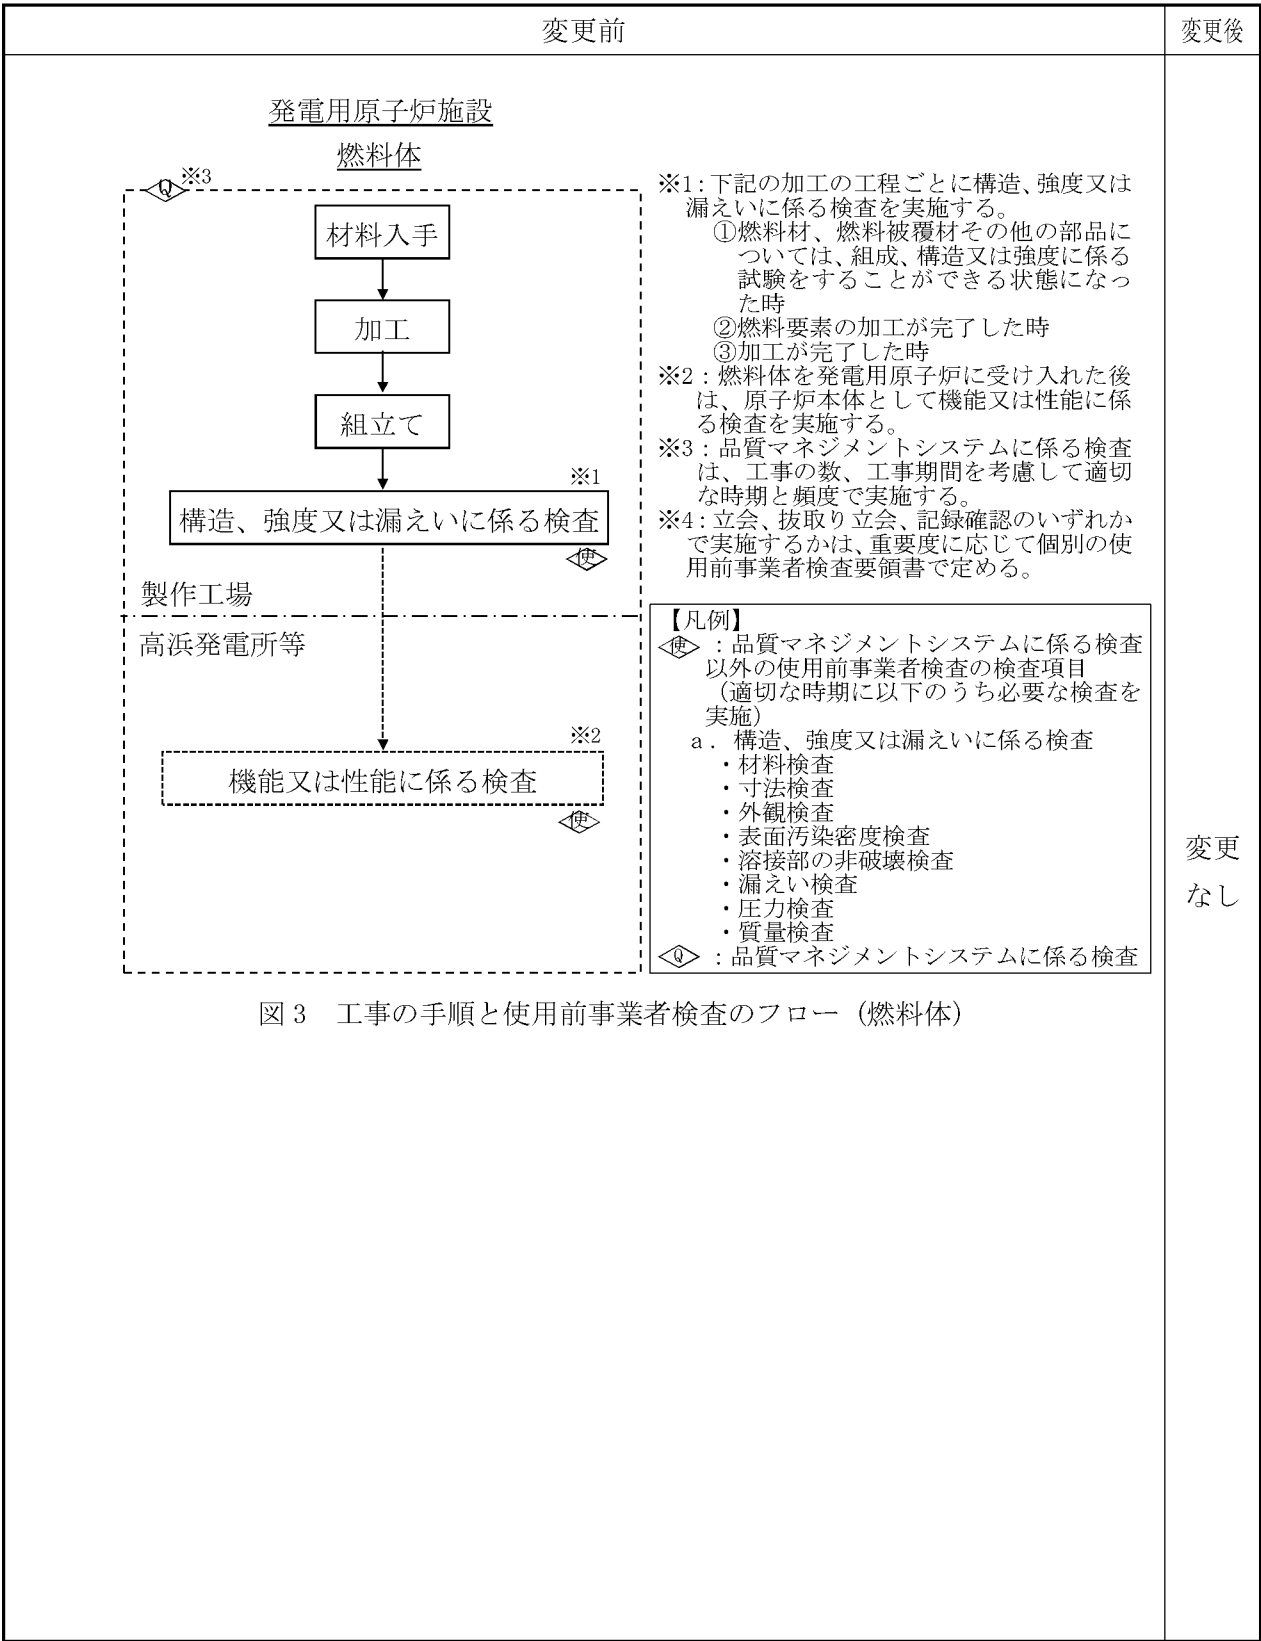 変更前
変更後
発電用原子炉施設
燃料体
Q
※3
材料入手
加工
組立て
※1
構造、強度又は漏えいに係る検査
使
製作工場
高浜発電所等
※2
機能又は性能に係る検査
使
※1：下記の加工の工程ごとに構造、強度又は
漏えいに係る検査を実施する。
①燃料材、燃料被覆材その他の部品に
ついては、組成、構造又は強度に係る
試験をすることができる状態になっ
た時
②燃料要素の加工が完了した時
③加工が完了した時
※2：燃料体を発電用原子炉に受け入れた後
は、原子炉本体として機能又は性能に係
る検査を実施する。
※3：品質マネジメントシステムに係る検査
は、工事の数、工事期間を考慮して適切
な時期と頻度で実施する。
※4：立会、抜取り立会、記録確認のいずれか
で実施するかは、重要度に応じて個別の使
用前事業者検査要領書で定める。
【凡例】
使：品質マネジメントシステムに係る検査
以外の使用前事業者検査の検査項目
（適切な時期に以下のうち必要な検査を
実施）
a．構造、強度又は漏えいに係る検査
・材料検査
・寸法検査
・外観検査
・表面汚染密度検査
・溶接部の非破壊検査
・漏えい検査
・圧力検査
・質量検査
Q：品質マネジメントシステムに係る検査
図3　工事の手順と使用前事業者検査のフロー（燃料体）
変更
なし